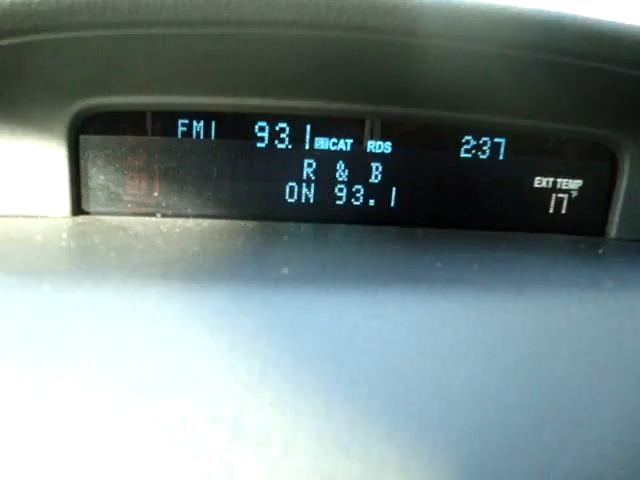 FM1 93.1 CAT RDS 2:37
R & B
ON 93.1
EXT TEMP
17°F